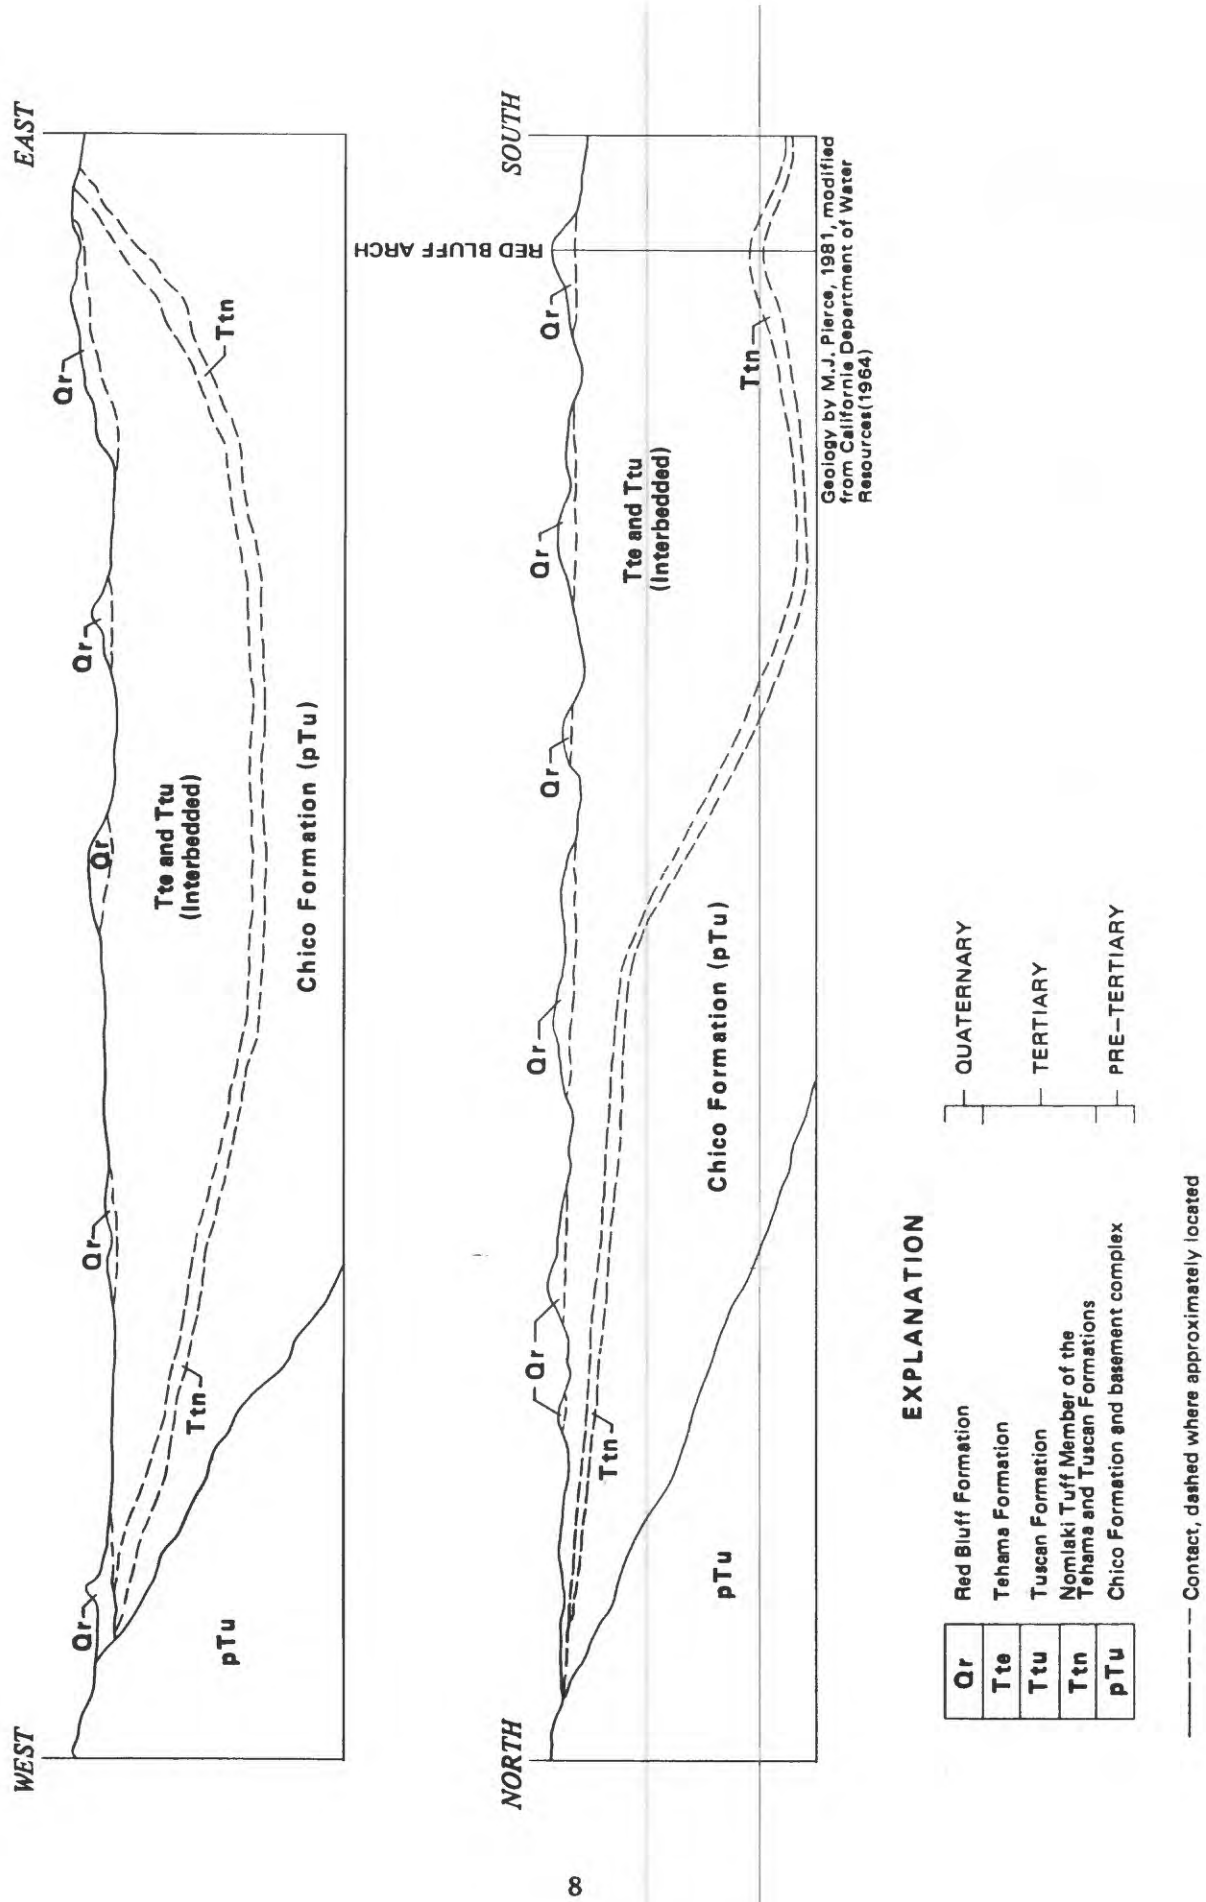 WEST
EAST
Qr
Qr
Qr
Qr
Qr
Ttn
Ttn
Tte and Ttu
(Interbedded)
Chico Formation (pTu)
pTu
NORTH
SOUTH
RED BLUFF ARCH
Qr
Qr
Qr
Qr
Qr
Ttn
Ttn
Tte and Ttu
(Interbedded)
Chico Formation (pTu)
pTu
Geology by M.J. Pierce, 1981, modified
from California Department of Water
Resources(1964)
EXPLANATION
Qr Red Bluff Formation
QUATERNARY
Tte Tehama Formation
Ttu Tuscan Formation
TERTIARY
Ttn Nomlaki Tuff Member of the
Tehama and Tuscan Formations
pTu Chico Formation and basement complex
PRE-TERTIARY
Contact, dashed where approximately located
8